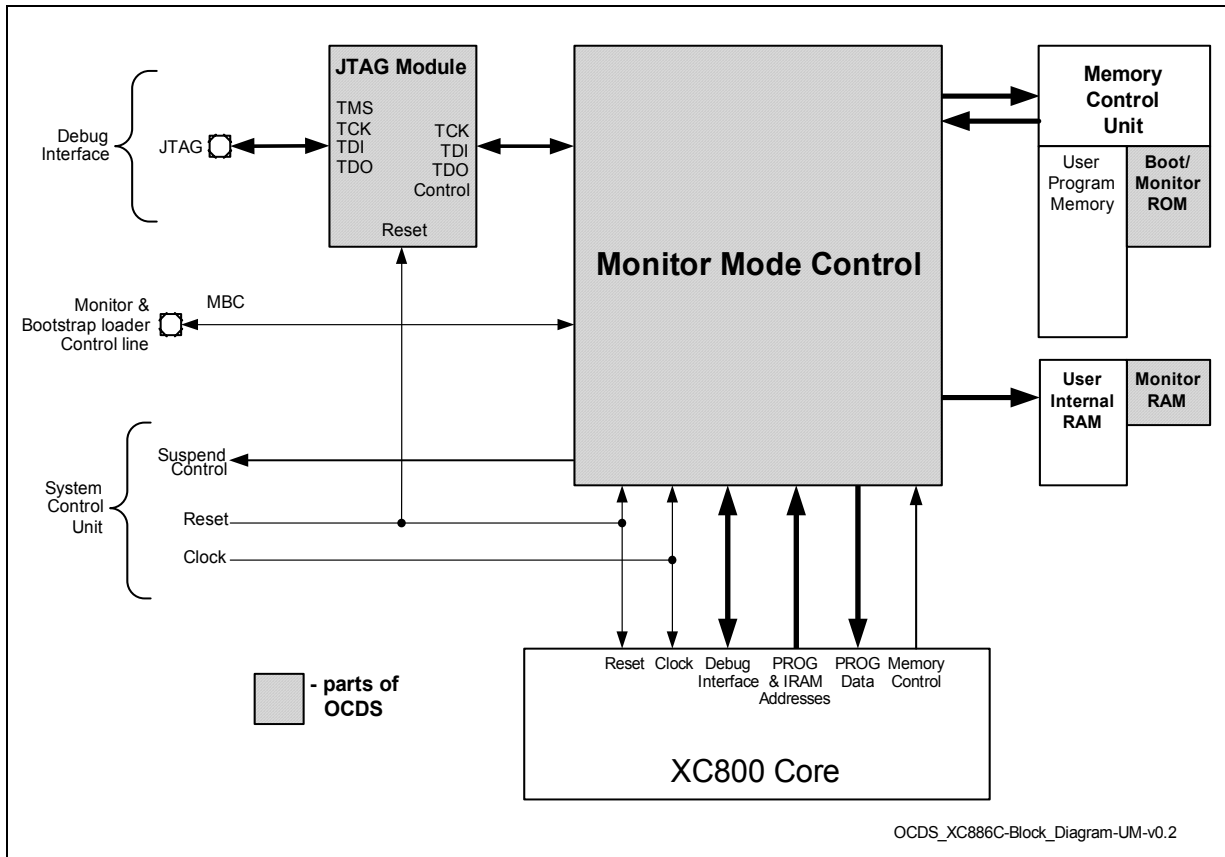 JTAG Module
TMS
TCK
TDI
TDO
TCK
TDI
TDO
Control
Reset
Debug
Interface
JTAG
Monitor &
Bootstrap loader
Control line
MBC
System
Control
Unit
Suspend
Control
Reset
Clock
Monitor Mode Control
Memory
Control
Unit
User
Program
Memory
Boot/
Monitor
ROM
User
Internal
RAM
Monitor
RAM
Reset
Clock
Debug
Interface
PROG
& IRAM
Addresses
PROG
Data
Memory
Control
XC800 Core
- parts of
OCDS
OCDS_XC886C-Block_Diagram-UM-v0.2